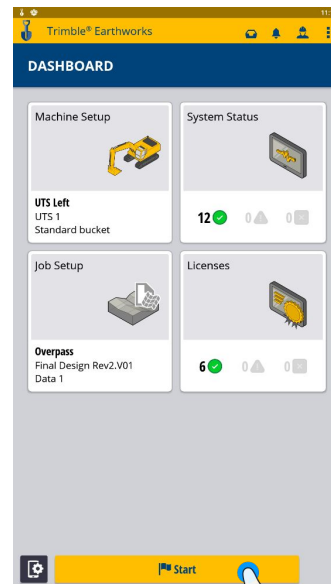 11:
Trimble® Earthworks
DASHBOARD
Machine Setup
UTS Left
UTS 1
Standard bucket
System Status
12 0 0
Job Setup
Overpass
Final Design Rev2.V01
Data 1
Licenses
6 0 0
Start